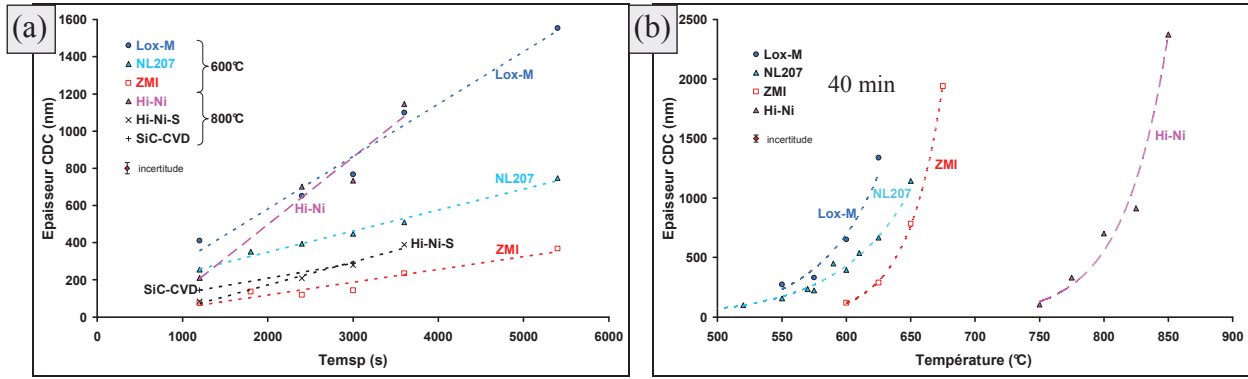 (a)
Epaisseur CDC (nm)
1600
1400
1200
1000
800
600
400
200
0
Lox-M
NL207
ZMI
Hi-Ni
Hi-Ni-S
SiC-CVD
600°C
800°C
incertitude
Lox-M
Hi-Ni
NL207
Hi-Ni-S
SiC-CVD
ZMI
0 1000 2000 3000 4000 5000 6000
Temsp (s)
(b)
Epaisseur CDC (nm)
2500
2000
1500
1000
500
0
Lox-M
NL207
ZMI
Hi-Ni
40 min
incertitude
Lox-M
NL207
ZMI
Hi-Ni
500 550 600 650 700 750 800 850 900
Température (°C)